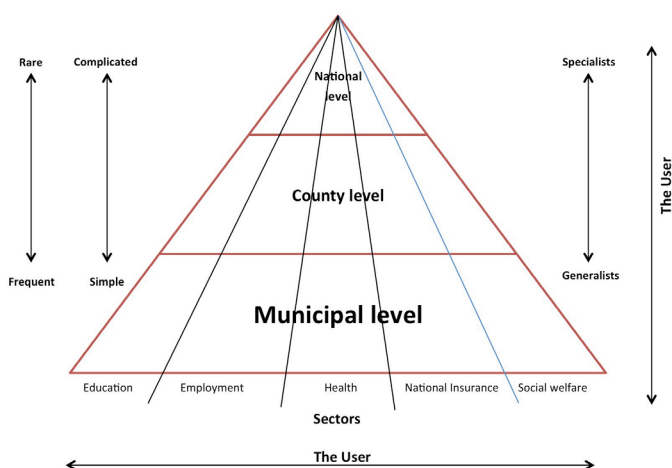 Rare
Complicated
Specialists
National
level
The User
County level
Frequent
Simple
Generalists
Municipal level
Education
Employment
Health
National Insurance
Social welfare
Sectors
The User